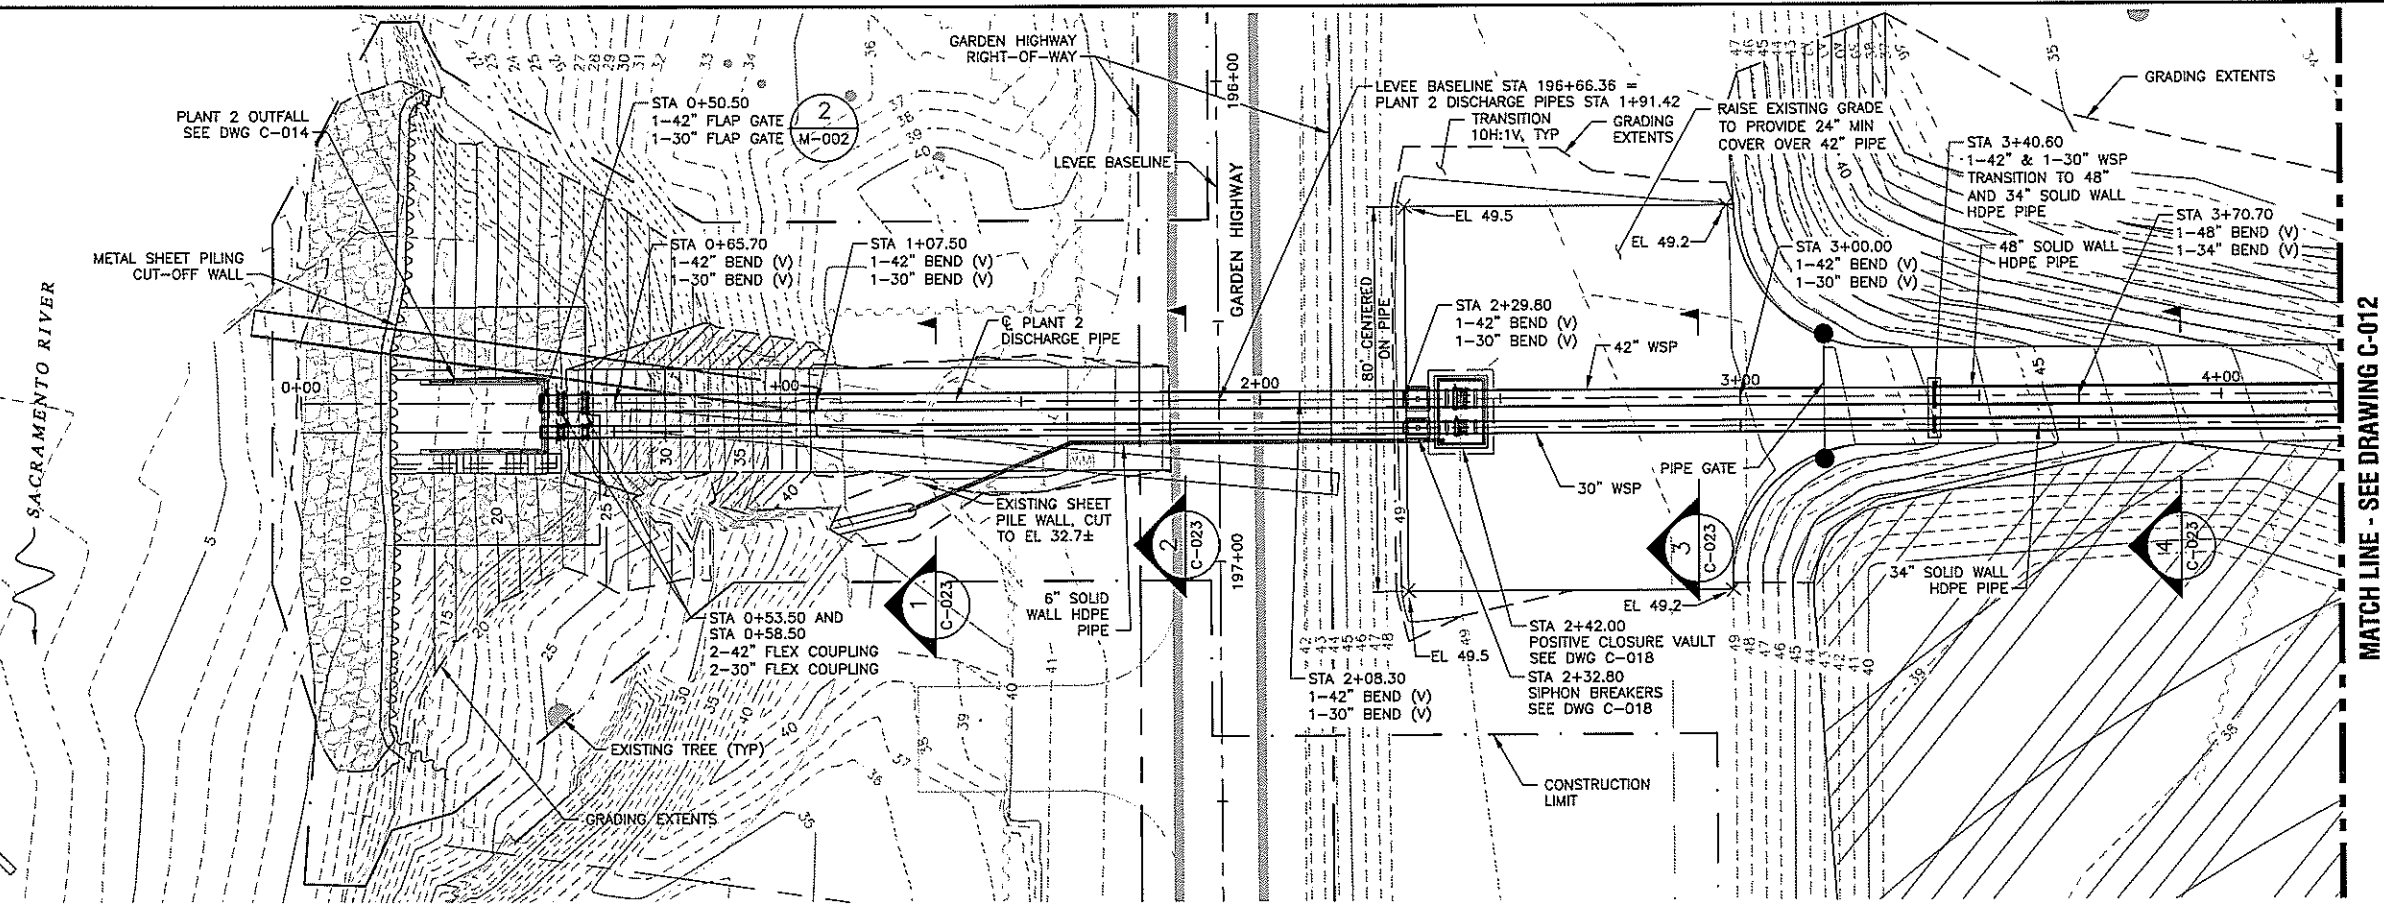 PLANT 2 OUTFALL
SEE DWG C-014
METAL SHEET PILING
CUT-OFF WALL
SACRAMENTO RIVER
STA 0+50.50
1-42" FLAP GATE
1-30" FLAP GATE
2
M-002
STA 0+65.70
1-42" BEND (V)
1-30" BEND (V)
STA 1+07.50
1-42" BEND (V)
1-30" BEND (V)
℄ PLANT 2
DISCHARGE PIPE
GARDEN HIGHWAY
RIGHT-OF-WAY
LEVEE BASELINE
GARDEN HIGHWAY
196+00
197+00
LEVEE BASELINE STA 196+66.36 =
PLANT 2 DISCHARGE PIPES STA 1+91.42
TRANSITION
10H:1V, TYP
GRADING
EXTENTS
RAISE EXISTING GRADE
TO PROVIDE 24" MIN
COVER OVER 42" PIPE
GRADING EXTENTS
STA 3+40.60
1-42" & 1-30" WSP
TRANSITION TO 48"
AND 34" SOLID WALL
HDPE PIPE
STA 3+70.70
1-48" BEND (V)
1-34" BEND (V)
48" SOLID WALL
HDPE PIPE
STA 3+00.00
1-42" BEND (V)
1-30" BEND (V)
EL 49.5
EL 49.2
80' CENTERED
ON PIPE
STA 2+29.80
1-42" BEND (V)
1-30" BEND (V)
42" WSP
0+00
1+00
2+00
3+00
4+00
30" WSP
PIPE GATE
34" SOLID WALL
HDPE PIPE
EL 49.2
EL 49.5
EXISTING SHEET
PILE WALL, CUT
TO EL 32.7±
6" SOLID
WALL HDPE
PIPE
1
C-023
2
C-023
3
C-023
4
C-023
STA 0+53.50 AND
STA 0+58.50
2-42" FLEX COUPLING
2-30" FLEX COUPLING
STA 2+08.30
1-42" BEND (V)
1-30" BEND (V)
STA 2+42.00
POSITIVE CLOSURE VAULT
SEE DWG C-018
STA 2+32.80
SIPHON BREAKERS
SEE DWG C-018
EXISTING TREE (TYP)
GRADING EXTENTS
CONSTRUCTION
LIMIT
MATCH LINE - SEE DRAWING C-012